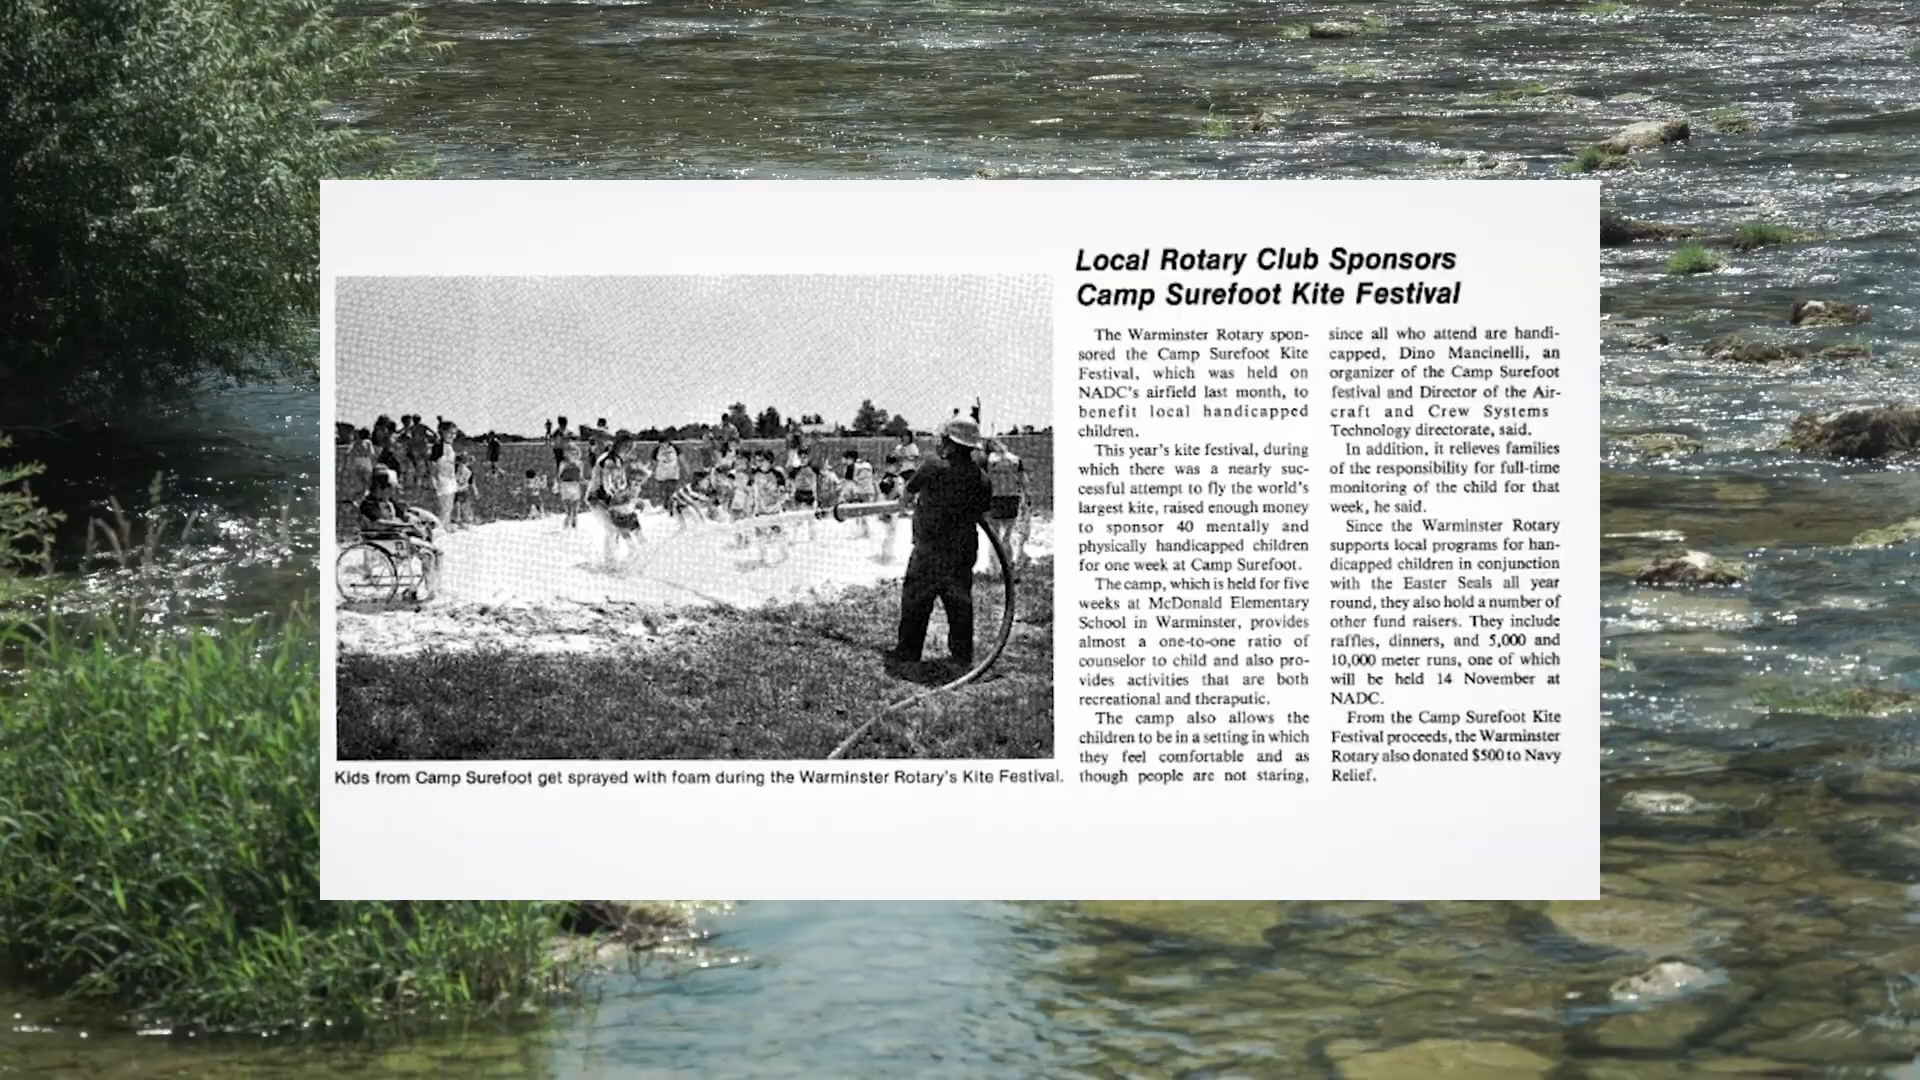 Local Rotary Club Sponsors
Camp Surefoot Kite Festival
The Warminster Rotary spon-
sored the Camp Surefoot Kite
Festival, which was held on
NADC's airfield last month, to
benefit local handicapped
children.
This year's kite festival, during
which there was a nearly suc-
cessful attempt to fly the world's
largest kite, raised enough money
to sponsor 40 mentally and
physically handicapped children
for one week at Camp Surefoot.
The camp, which is held for five
weeks at McDonald Elementary
School in Warminster, provides
almost a one-to-one ratio of
counselor to child and also pro-
vides activities that are both
recreational and theraputic.
The camp also allows the
children to be in a setting in which
they feel comfortable and as
though people are not staring,
since all who attend are handi-
capped, Dino Mancinelli, an
organizer of the Camp Surefoot
festival and Director of the Air-
craft and Crew Systems
Technology directorate, said.
In addition, it relieves families
of the responsibility for full-time
monitoring of the child for that
week, he said.
Since the Warminster Rotary
supports local programs for han-
dicapped children in conjunction
with the Easter Seals all year
round, they also hold a number of
other fund raisers. They include
raffles, dinners, and 5,000 and
10,000 meter runs, one of which
will be held 14 November at
NADC.
From the Camp Surefoot Kite
Festival proceeds, the Warminster
Rotary also donated $500 to Navy
Relief.
Kids from Camp Surefoot get sprayed with foam during the Warminster Rotary's Kite Festival.